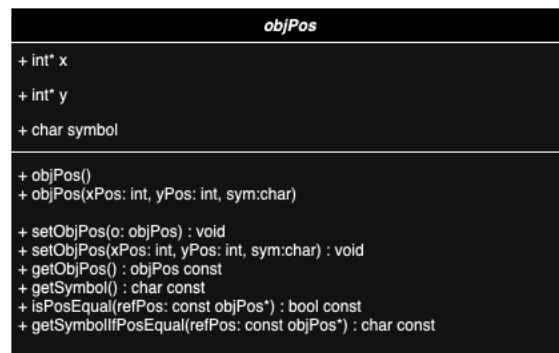 objPos
+ int* x
+ int* y
+ char symbol
+ objPos()
+ objPos(xPos: int, yPos: int, sym:char)
+ setObjPos(o: objPos) : void
+ setObjPos(xPos: int, yPos: int, sym:char) : void
+ getObjPos() : objPos const
+ getSymbol() : char const
+ isPosEqual(refPos: const objPos*) : bool const
+ getSymbolIfPosEqual(refPos: const objPos*) : char const